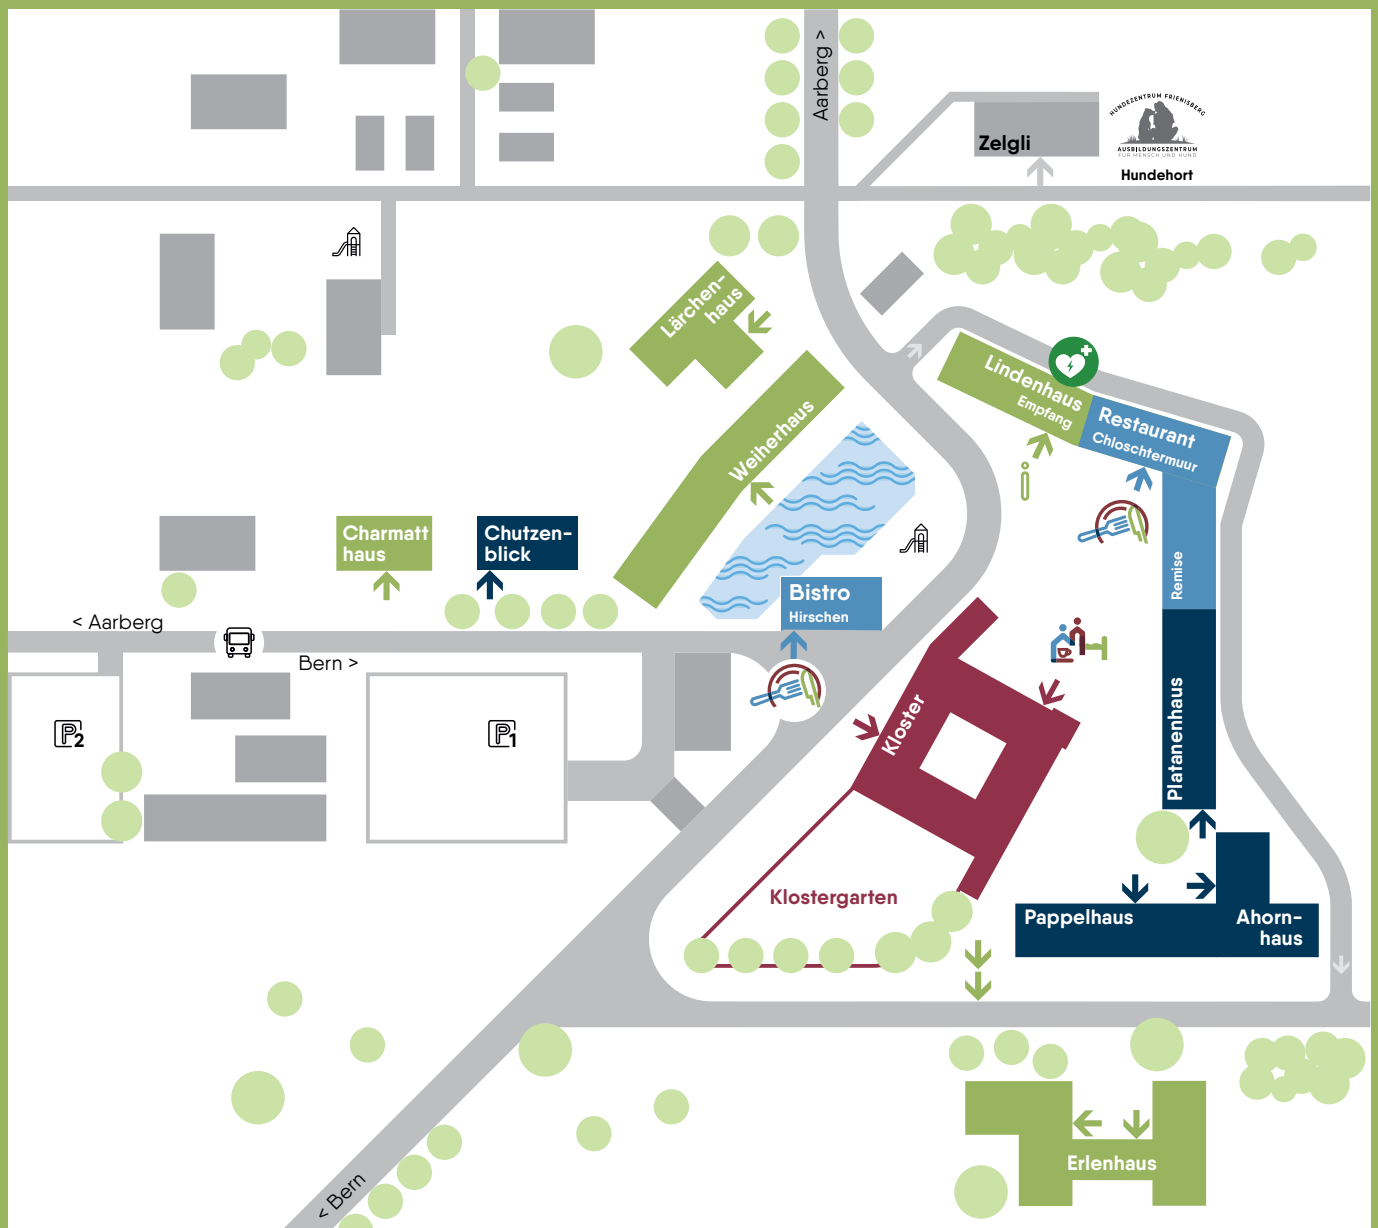 Aarberg >
HUNDEZENTRUM FRIENISBERG
AUSBILDUNGSZENTRUM
FÜR MENSCH UND HUND
Zelgli
Hundehort
Lärchen-
haus
Lindenhaus
Empfang
Restaurant
Chloschtermuur
Weiherhaus
Charmatt
haus
Chutzen-
blick
Remise
Bistro
Hirschen
< Aarberg
Bern >
P2
P1
Kloster
Platanenhaus
Klostergarten
Pappelhaus
Ahorn-
haus
Erlenhaus
< Bern